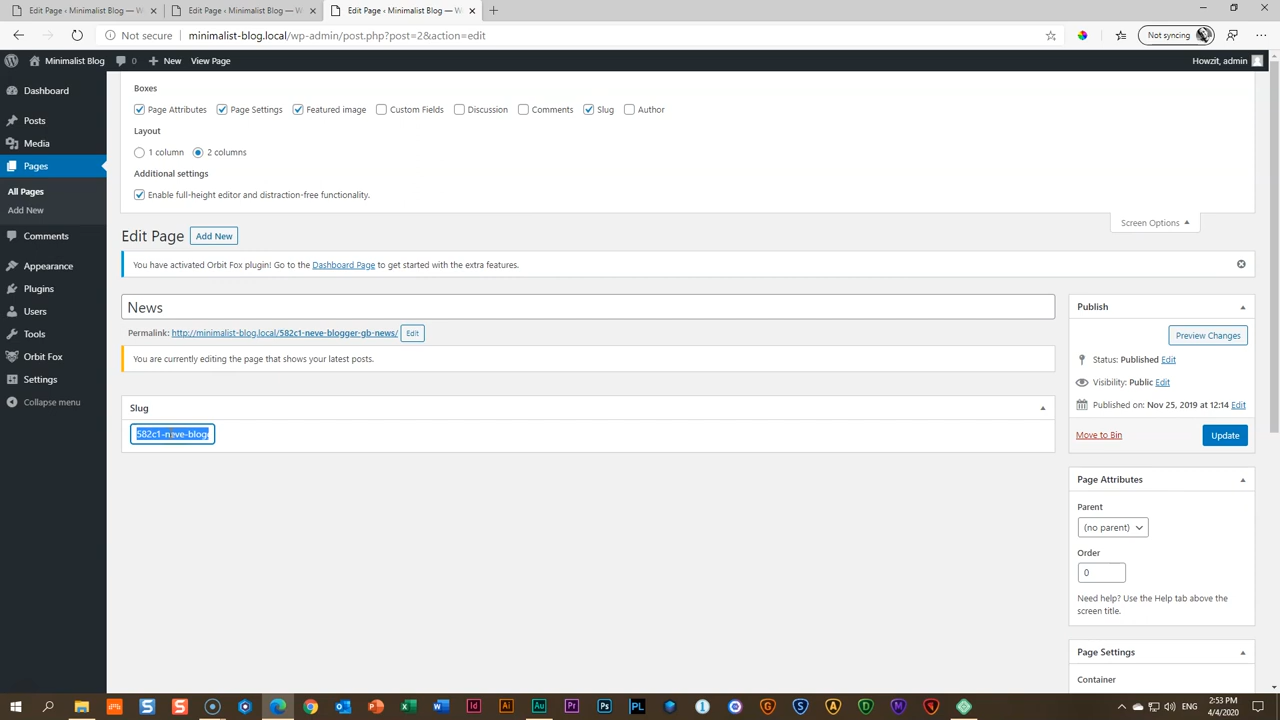 Edit Pages ‹ Minimalist Blog — W
Edit Page ‹ Minimalist Blog — Wo
Edit Page ‹ Minimalist Blog — Wo
Not secure
minimalist-blog.local/wp-admin/post.php?post=2&action=edit
Not syncing
Minimalist Blog
0
New
View Page
Howzit, admin
Dashboard
Posts
Media
Pages
All Pages
Add New
Comments
Appearance
Plugins
Users
Tools
Orbit Fox
Settings
Collapse menu
Boxes
Page Attributes
Page Settings
Featured image
Custom Fields
Discussion
Comments
Slug
Author
Layout
1 column
2 columns
Additional settings
Enable full-height editor and distraction-free functionality.
Screen Options
Edit Page
Add New
You have activated Orbit Fox plugin! Go to the Dashboard Page to get started with the extra features.
News
Permalink: http://minimalist-blog.local/582c1-neve-blogger-gb-news/
Edit
You are currently editing the page that shows your latest posts.
Slug
582c1-neve-blog
Publish
Preview Changes
Status: Published Edit
Visibility: Public Edit
Published on: Nov 25, 2019 at 12:14 Edit
Move to Bin
Update
Page Attributes
Parent
(no parent)
Order
0
Need help? Use the Help tab above the
screen title.
Page Settings
Container
ENG
2:53 PM
4/4/2020